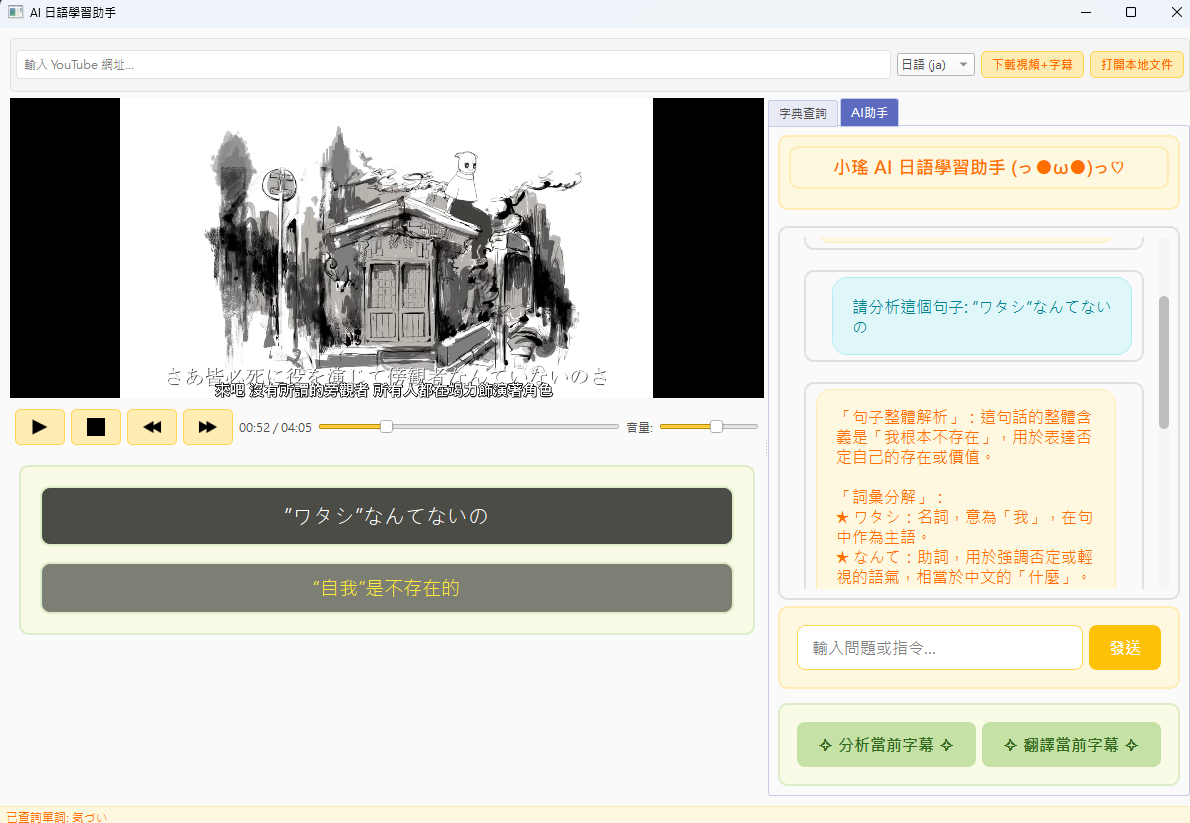 AI 日語學習助手
輸入 YouTube 網址...
日語 (ja)
下載視頻+字幕
打開本地文件
さあ皆必死に役を演じて傍観者なんていないのさ
來吧 沒有所謂的旁觀者 所有人都在竭力飾演著角色
00:52 / 04:05
音量:
“ワタシ”なんてないの
“自我”是不存在的
字典查詢
AI助手
小瑤 AI 日語學習助手 (っ●ω●)っ♡
請分析這個句子: “ワタシ”なんてない
の
「句子整體解析」：這句話的整體含
義是「我根本不存在」，用於表達否
定自己的存在或價值。
「詞彙分解」：
★ ワタシ：名詞，意為「我」，在句
中作為主語。
★ なんて：助詞，用於強調否定或輕
視的語氣，相當於中文的「什麼」。
輸入問題或指令...
發送
✧ 分析當前字幕 ✧
✧ 翻譯當前字幕 ✧
已查詢單詞: 気づい